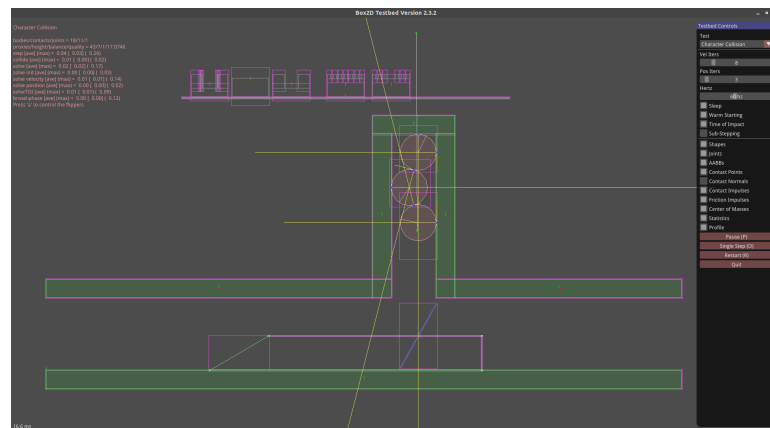 Box2D Testbed Version 2.3.2
Character Collision
bodies/contacts/joints = 18/11/1
proxies/height/balance/quality = 43/7/1/17.0746
step [ave] (max) = 0.04 [ 0.03] ( 0.26)
collide [ave] (max) = 0.01 [ 0.00] ( 0.02)
solve [ave] (max) = 0.02 [ 0.02] ( 0.17)
solve init [ave] (max) = 0.00 [ 0.00] ( 0.03)
solve velocity [ave] (max) = 0.01 [ 0.01] ( 0.14)
solve position [ave] (max) = 0.00 [ 0.00] ( 0.02)
solveTOI [ave] (max) = 0.01 [ 0.01] ( 0.09)
broad-phase [ave] (max) = 0.00 [ 0.00] ( 0.12)
Press 'a' to control the flippers
16.6 ms
Testbed Controls
Test
Character Collision
Vel Iters
8
Pos Iters
3
Hertz
60 hz
Sleep
Warm Starting
Time of Impact
Sub-Stepping
Shapes
Joints
AABBs
Contact Points
Contact Normals
Contact Impulses
Friction Impulses
Center of Masses
Statistics
Profile
Pause (P)
Single Step (O)
Restart (R)
Quit